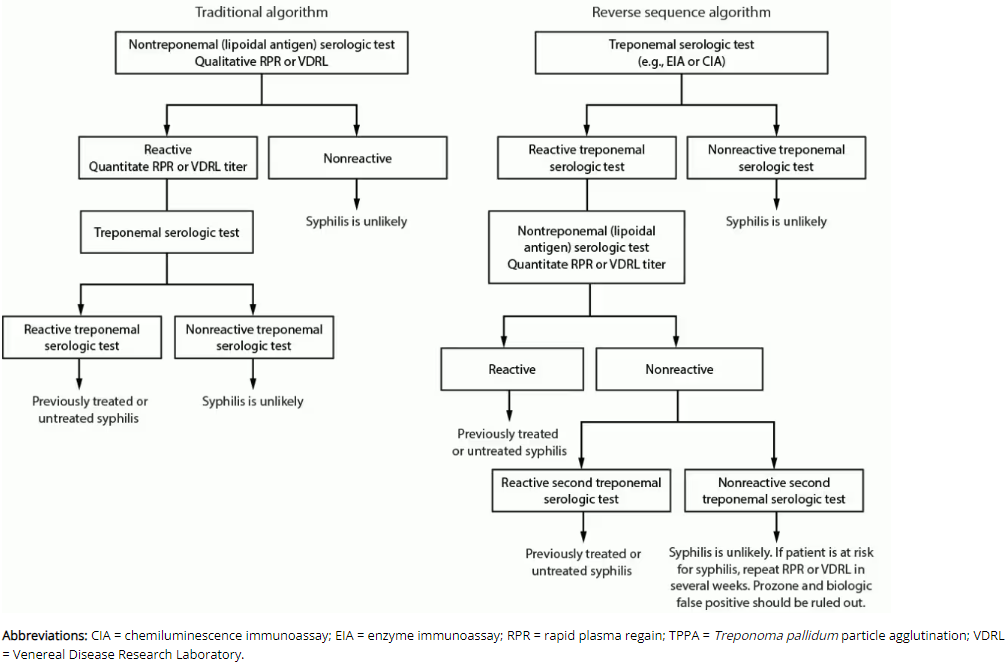 Traditional algorithm
Nontreponemal (lipoidal antigen) serologic test
Qualitative RPR or VDRL
Reactive
Quantitate RPR or VDRL titer
Nonreactive
Syphilis is unlikely
Treponemal serologic test
Reactive treponemal
serologic test
Nonreactive treponemal
serologic test
Previously treated or
untreated syphilis
Syphilis is unlikely
Reverse sequence algorithm
Treponemal serologic test
(e.g., EIA or CIA)
Reactive treponemal
serologic test
Nonreactive treponemal
serologic test
Syphilis is unlikely
Nontreponemal (lipoidal
antigen) serologic test
Quantitate RPR or VDRL titer
Reactive
Nonreactive
Previously treated
or untreated syphilis
Reactive second treponemal
serologic test
Nonreactive second
treponemal serologic test
Previously treated or
untreated syphilis
Syphilis is unlikely. If patient is at risk
for syphilis, repeat RPR or VDRL in
several weeks. Prozone and biologic
false positive should be ruled out.
Abbreviations: CIA = chemiluminescence immunoassay; EIA = enzyme immunoassay; RPR = rapid plasma regain; TPPA = Treponoma pallidum particle agglutination; VDRL
= Venereal Disease Research Laboratory.